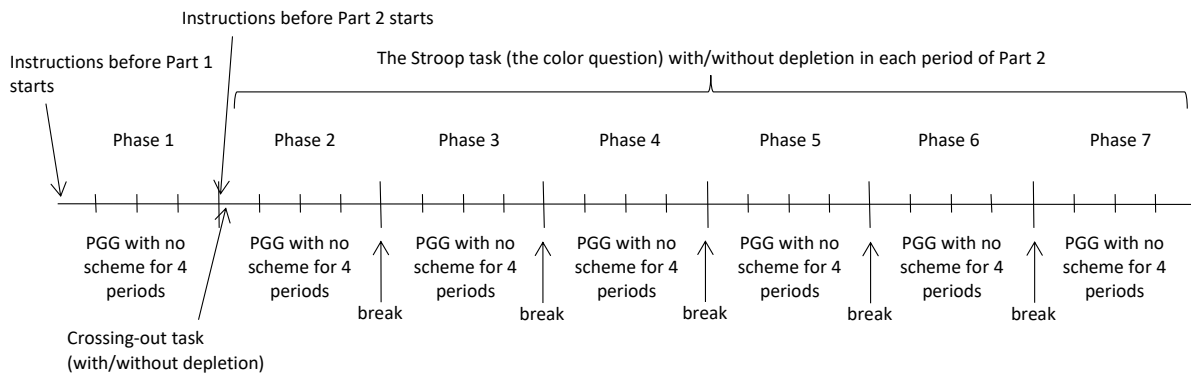 Instructions before Part 2 starts
Instructions before Part 1
starts
The Stroop task (the color question) with/without depletion in each period of Part 2
Phase 1
Phase 2
Phase 3
Phase 4
Phase 5
Phase 6
Phase 7
PGG with no
scheme for 4
periods
PGG with no
scheme for 4
periods
PGG with no
scheme for 4
periods
PGG with no
scheme for 4
periods
PGG with no
scheme for 4
periods
PGG with no
scheme for 4
periods
PGG with no
scheme for 4
periods
break
break
break
break
break
Crossing-out task
(with/without depletion)